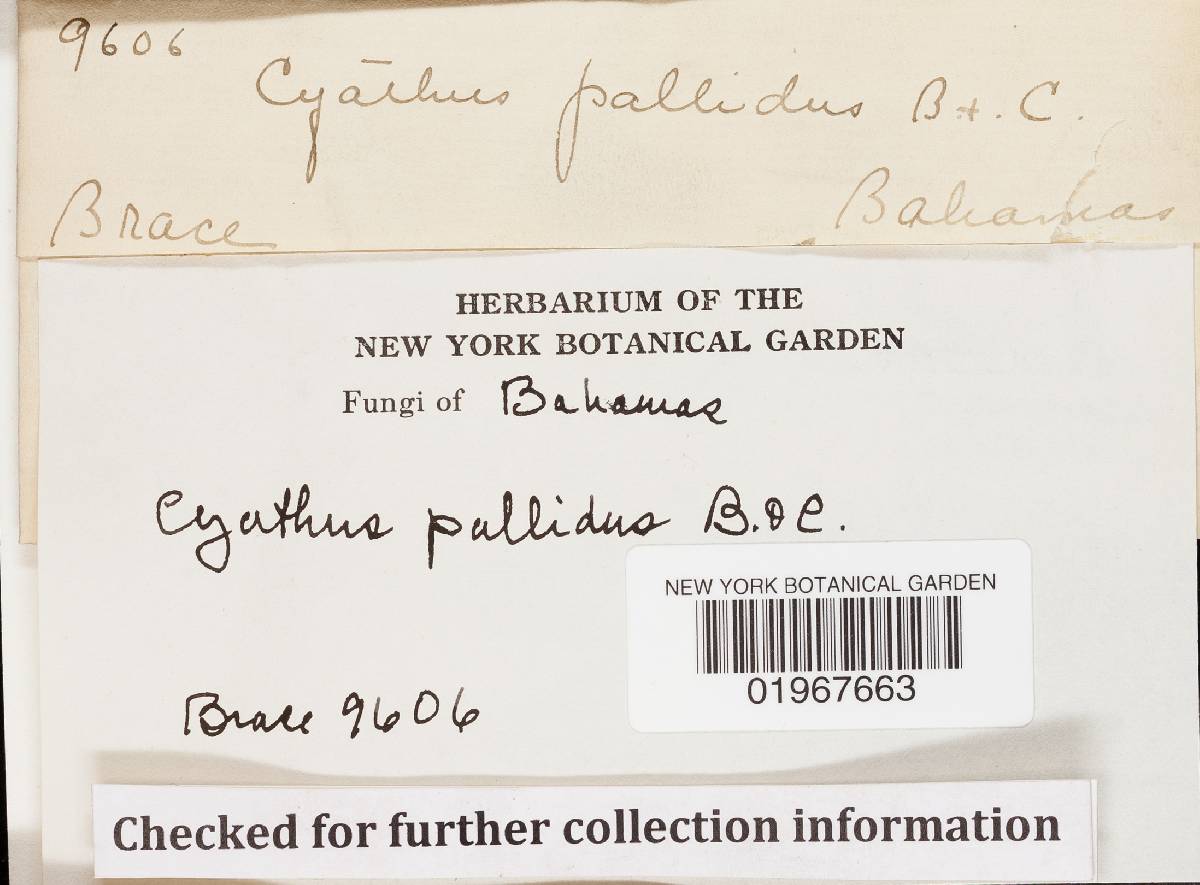 9606
Cyathus pallidus B. & C.
Brace Bahamas
HERBARIUM OF THE
NEW YORK BOTANICAL GARDEN
Fungi of Bahamas
Cyathus pallidus B. & C.
NEW YORK BOTANICAL GARDEN
01967663
Brace 9606
Checked for further collection information